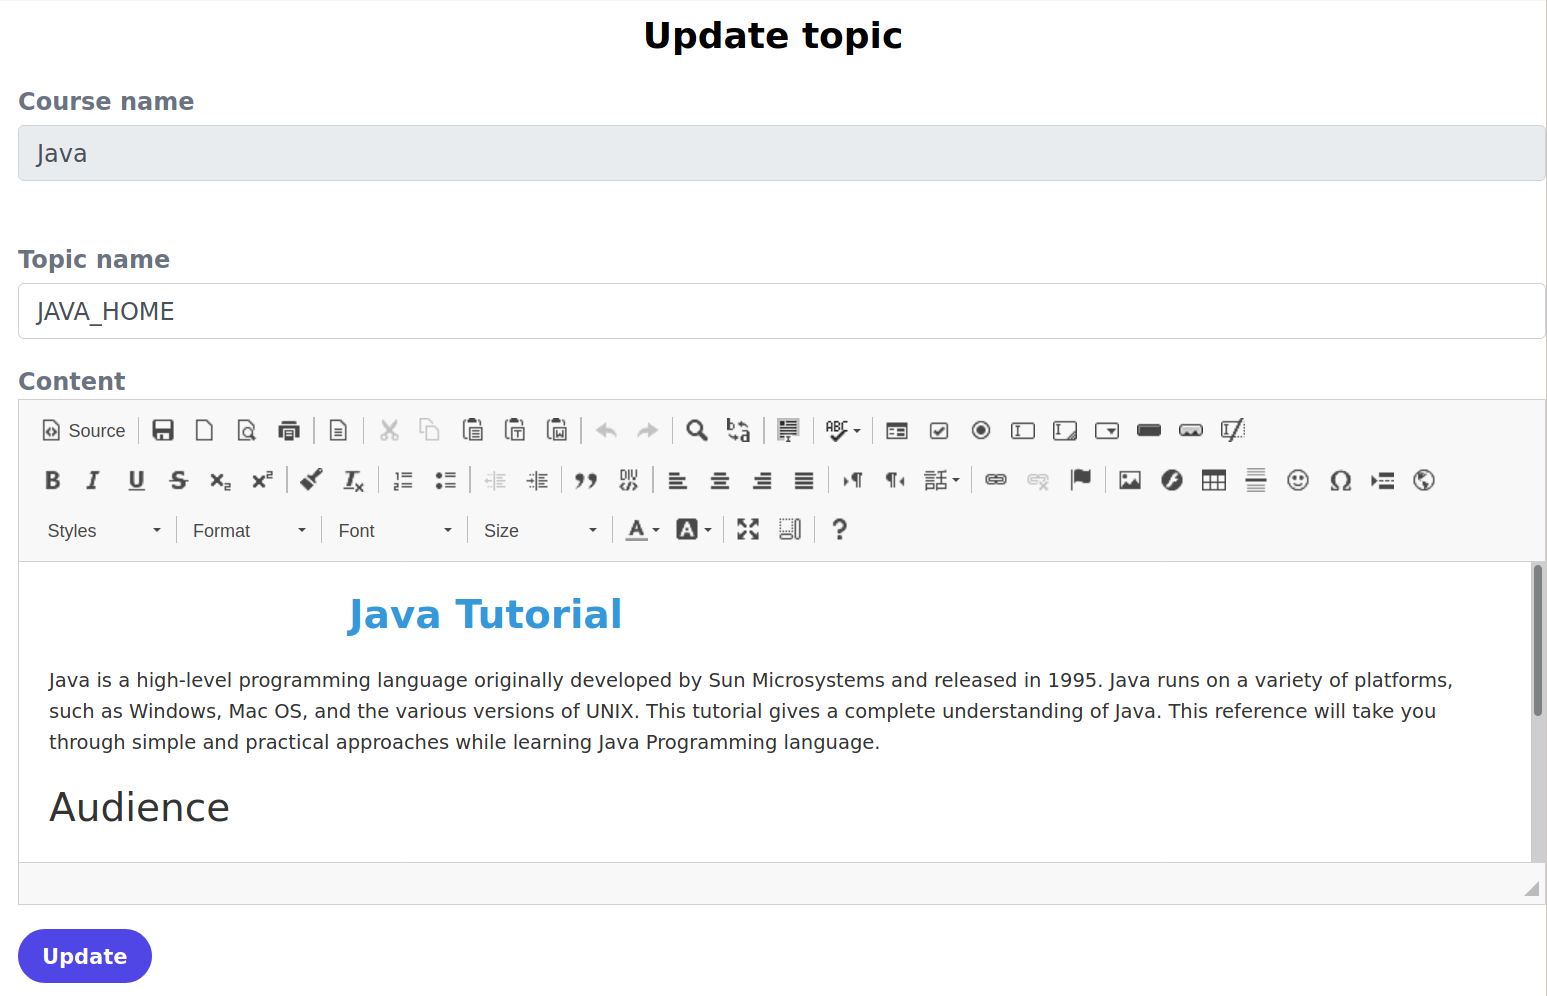 Update topic
Course name
Java
Topic name
JAVA_HOME
Content
Source
ABC
DIV
Styles Format Font Size
Java Tutorial
Java is a high-level programming language originally developed by Sun Microsystems and released in 1995. Java runs on a variety of platforms,
such as Windows, Mac OS, and the various versions of UNIX. This tutorial gives a complete understanding of Java. This reference will take you
through simple and practical approaches while learning Java Programming language.
Audience
Update